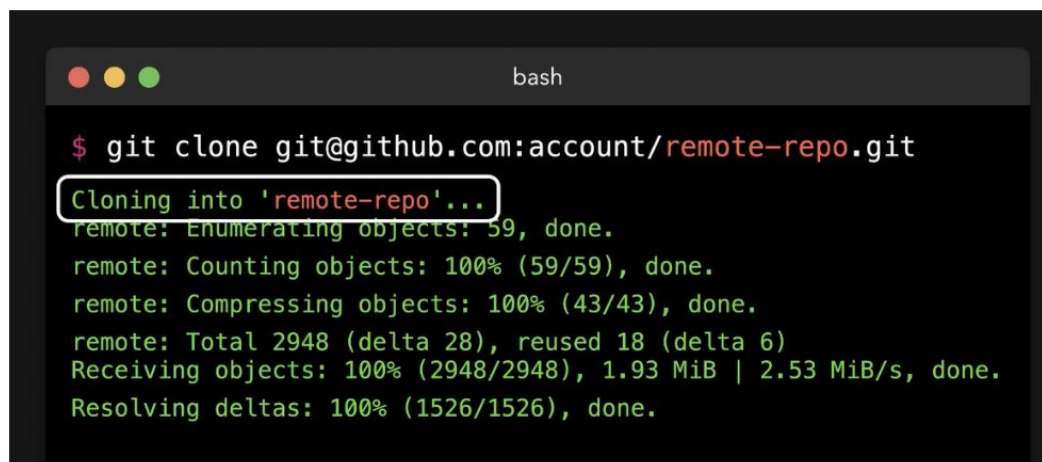 bash
$ git clone git@github.com:account/remote-repo.git
Cloning into 'remote-repo'...
remote: Enumerating objects: 59, done.
remote: Counting objects: 100% (59/59), done.
remote: Compressing objects: 100% (43/43), done.
remote: Total 2948 (delta 28), reused 18 (delta 6)
Receiving objects: 100% (2948/2948), 1.93 MiB | 2.53 MiB/s, done.
Resolving deltas: 100% (1526/1526), done.